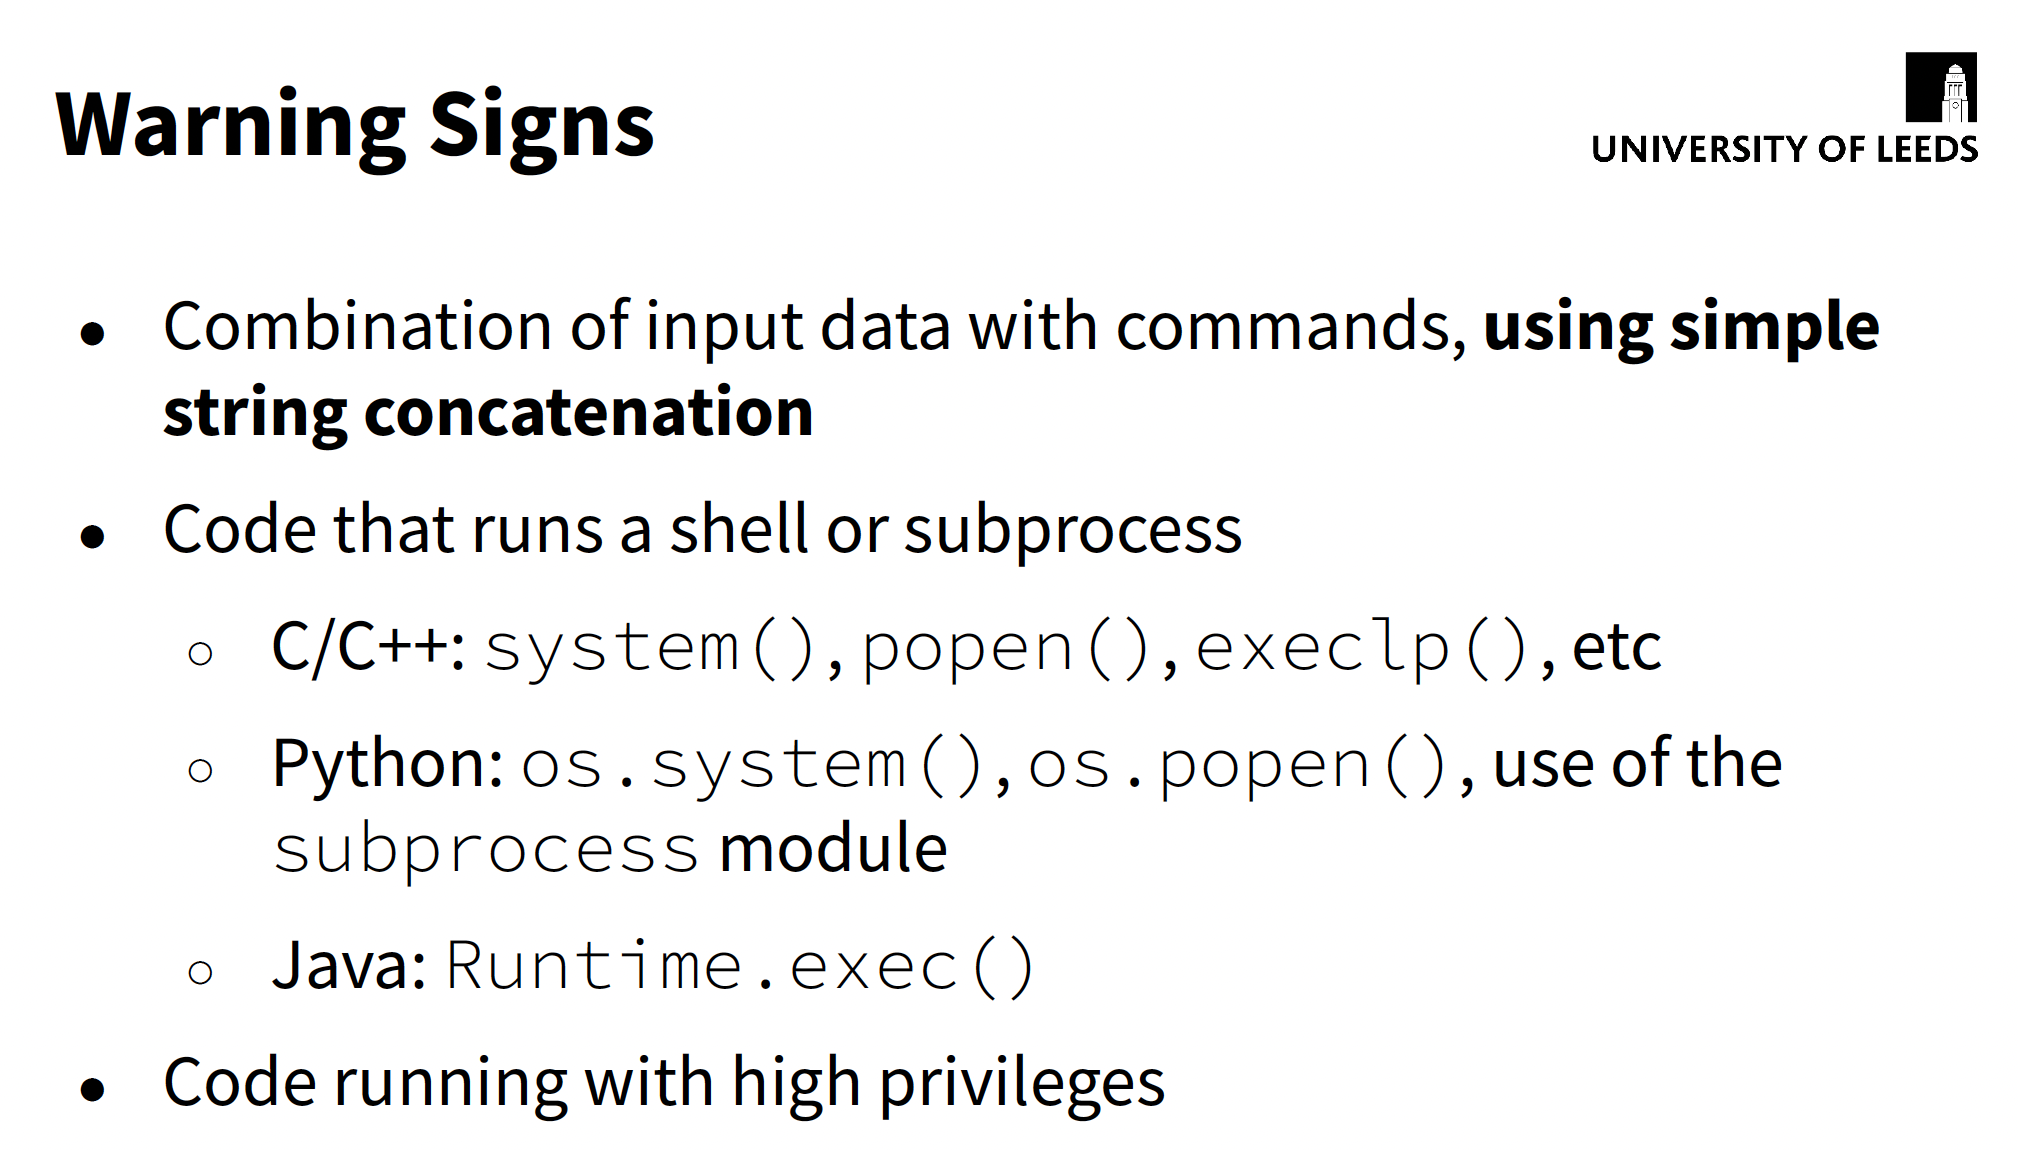 Warning Signs
UNIVERSITY OF LEEDS
● Combination of input data with commands, using simple
string concatenation
● Code that runs a shell or subprocess
○ C/C++: system(), popen(), execlp(), etc
○ Python: os.system(), os.popen(), use of the
subprocess module
○ Java: Runtime.exec()
● Code running with high privileges